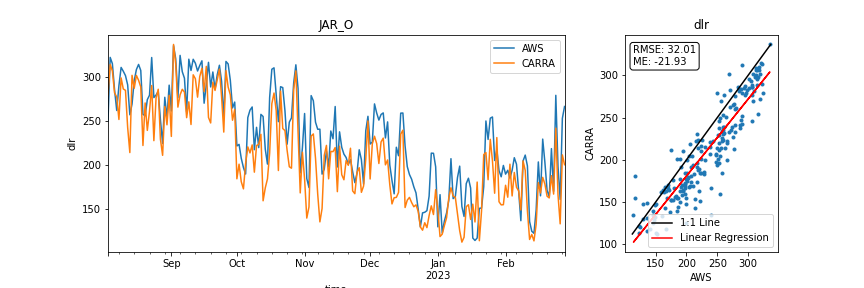 JAR_O
dlr
AWS
CARRA
dlr
300
250
200
150
Sep
Oct
Nov
Dec
Jan
2023
Feb
time
dlr
RMSE: 32.01
ME: -21.93
CARRA
300
250
200
150
100
1:1 Line
Linear Regression
150
200
250
300
AWS